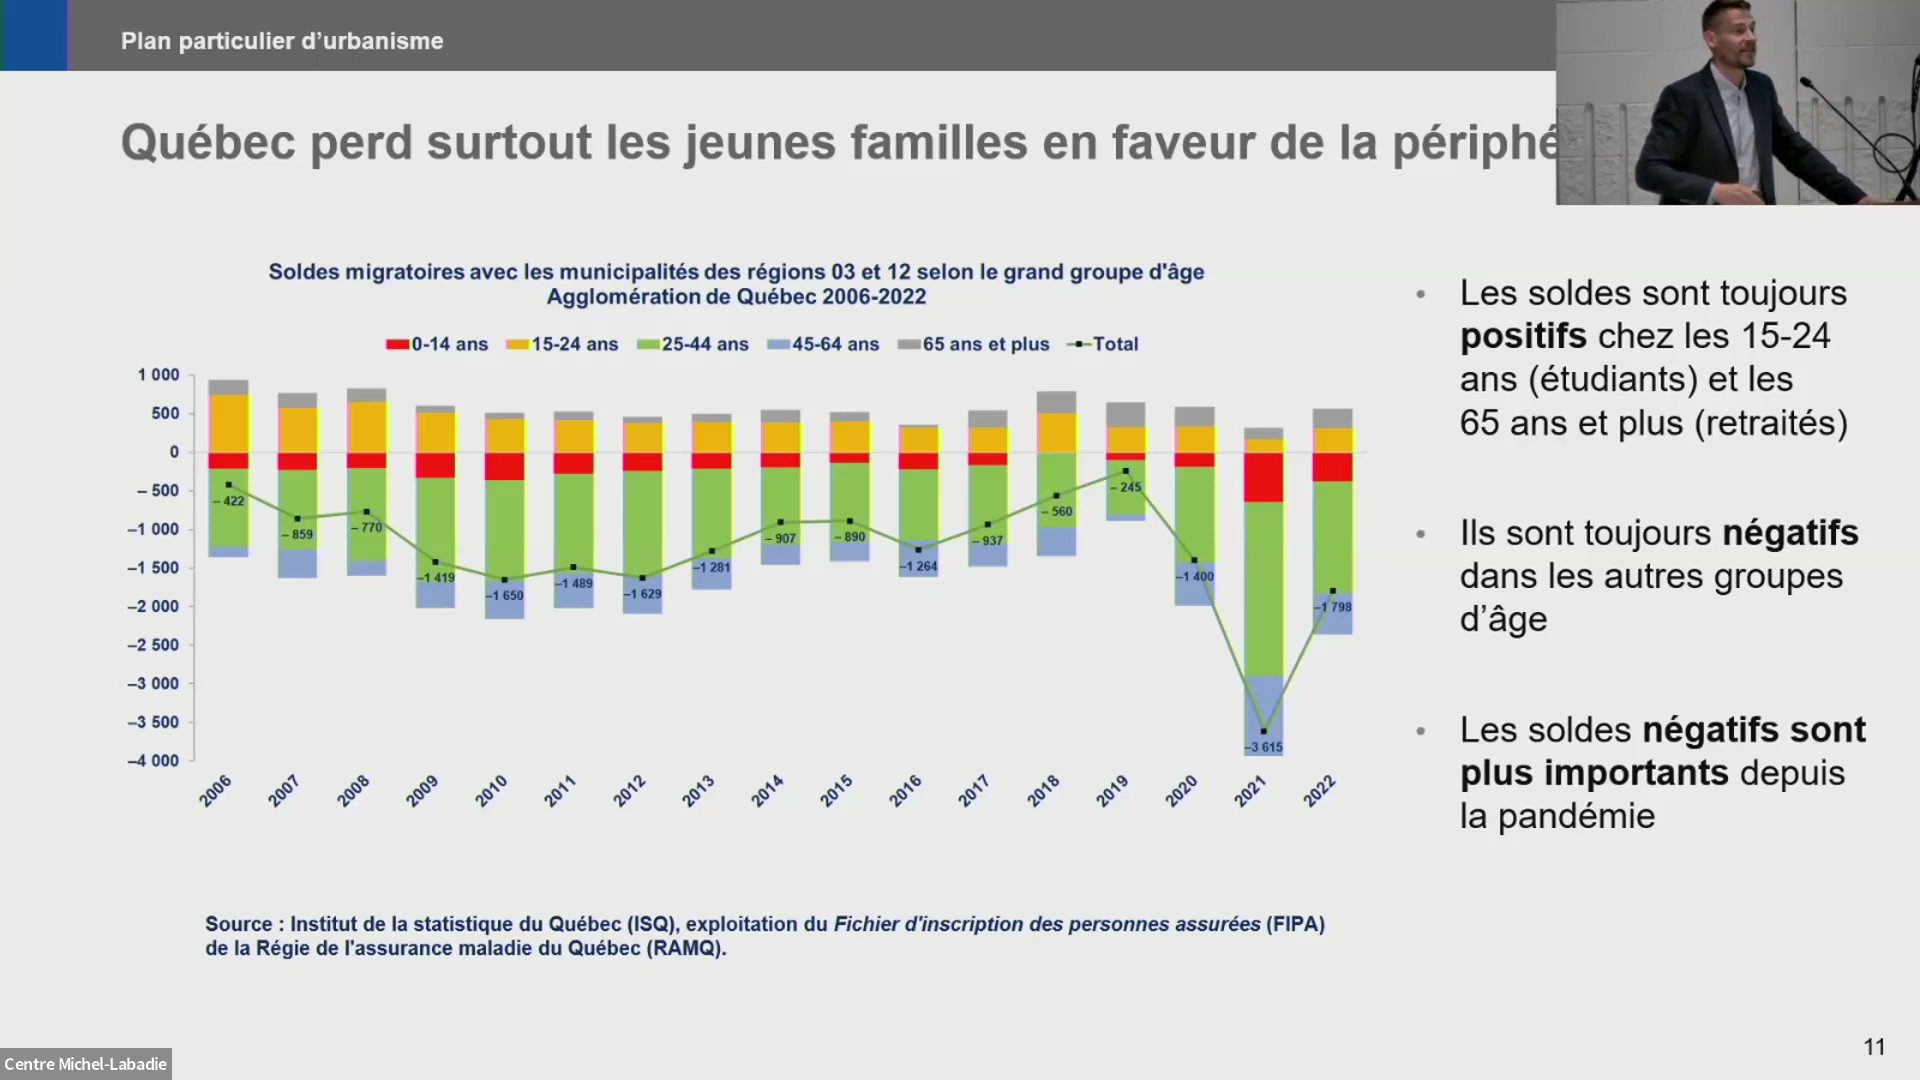 Plan particulier d’urbanisme
Québec perd surtout les jeunes familles en faveur de la périphé
Soldes migratoires avec les municipalités des régions 03 et 12 selon le grand groupe d'âge
Agglomération de Québec 2006-2022
0-14 ans 15-24 ans 25-44 ans 45-64 ans 65 ans et plus Total
1 000
500
0
– 500
–1 000
–1 500
–2 000
–2 500
–3 000
–3 500
–4 000
– 422
– 859
– 770
–1 419
–1 650
–1 489
–1 629
–1 281
– 907
– 890
–1 264
– 937
– 560
– 245
–1 400
–3 615
–1 798
2006 2007 2008 2009 2010 2011 2012 2013 2014 2015 2016 2017 2018 2019 2020 2021 2022
• Les soldes sont toujours
positifs chez les 15-24
ans (étudiants) et les
65 ans et plus (retraités)
• Ils sont toujours négatifs
dans les autres groupes
d’âge
• Les soldes négatifs sont
plus importants depuis
la pandémie
Source : Institut de la statistique du Québec (ISQ), exploitation du Fichier d'inscription des personnes assurées (FIPA)
de la Régie de l'assurance maladie du Québec (RAMQ).
11
Centre Michel-Labadie